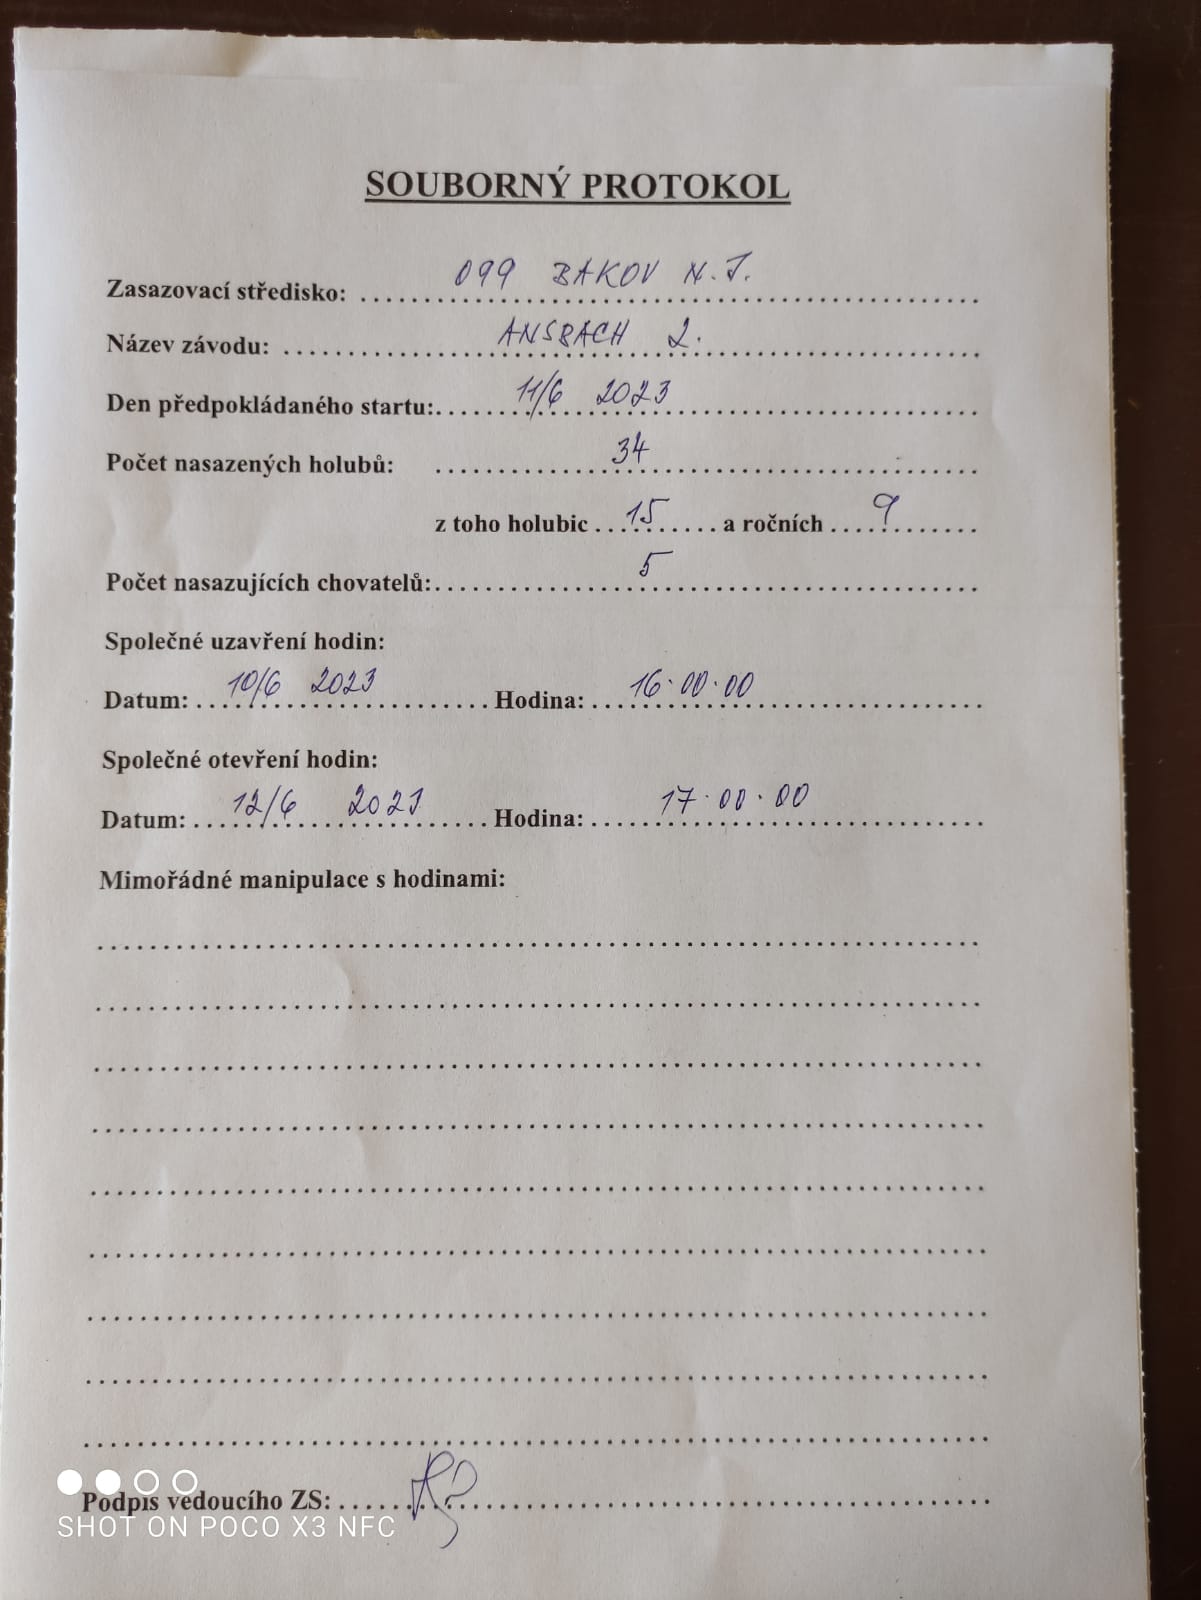 SOUBORNÝ PROTOKOL
Zasazovací středisko: 099 BAKOV N. J.
Název závodu: ANSBACH 2.
Den předpokládaného startu: 11/6 2023
Počet nasazených holubů: 34
z toho holubic 15 a ročních 9
Počet nasazujících chovatelů: 5
Společné uzavření hodin:
Datum: 10/6 2023 Hodina: 16.00.00
Společné otevření hodin:
Datum: 12/6 2023 Hodina: 17.00.00
Mimořádné manipulace s hodinami:
Podpis vedoucího ZS:
SHOT ON POCO X3 NFC